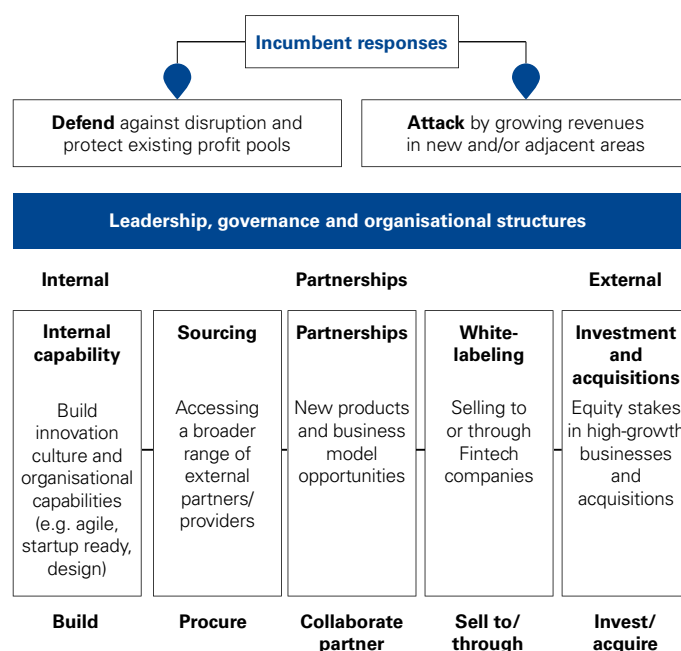 Incumbent responses
Defend against disruption and
protect existing profit pools
Attack by growing revenues
in new and/or adjacent areas
Leadership, governance and organisational structures
Internal
Partnerships
External
Internal
capability
Build
innovation
culture and
organisational
capabilities
(e.g. agile,
startup ready,
design)
Sourcing
Accessing
a broader
range of
external
partners/
providers
Partnerships
New products
and business
model
opportunities
White-
labeling
Selling to
or through
Fintech
companies
Investment
and
acquisitions
Equity stakes
in high-growth
businesses
and
acquisitions
Build
Procure
Collaborate
partner
Sell to/
through
Invest/
acquire